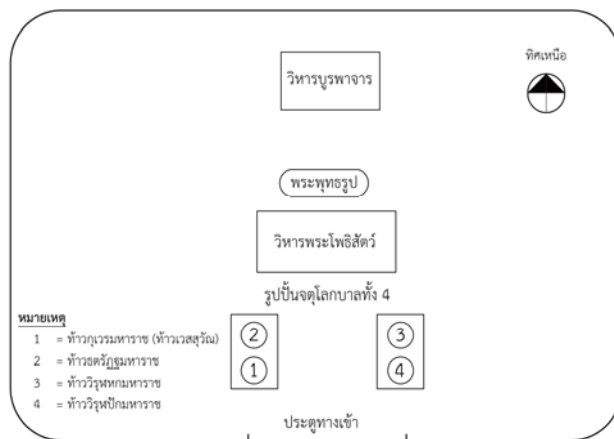 ทิศเหนือ
วิหารบูรพาจาร
พระพุทธรูป
วิหารพระโพธิสัตว์
รูปปั้นจตุโลกบาลทั้ง 4
2
3
1
4
หมายเหตุ
1 = ท้าวกุเวรมหาราช (ท้าวเวสสุวัณ)
2 = ท้าวธตรัฏฐมหาราช
3 = ท้าววิรุฬหกมหาราช
4 = ท้าววิรุฬปักมหาราช
ประตูทางเข้า